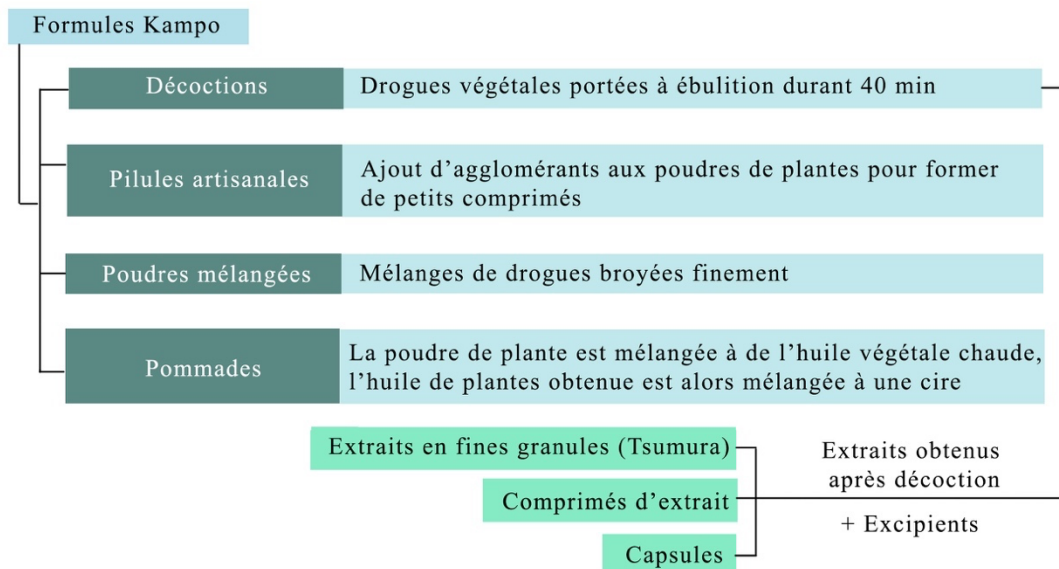 Formules Kampo
Décoctions
Drogues végétales portées à ébulition durant 40 min
Pilules artisanales
Ajout d’agglomérants aux poudres de plantes pour former
de petits comprimés
Poudres mélangées
Mélanges de drogues broyées finement
Pommades
La poudre de plante est mélangée à de l’huile végétale chaude,
l’huile de plantes obtenue est alors mélangée à une cire
Extraits en fines granules (Tsumura)
Comprimés d’extrait
Capsules
Extraits obtenus
après décoction
+ Excipients